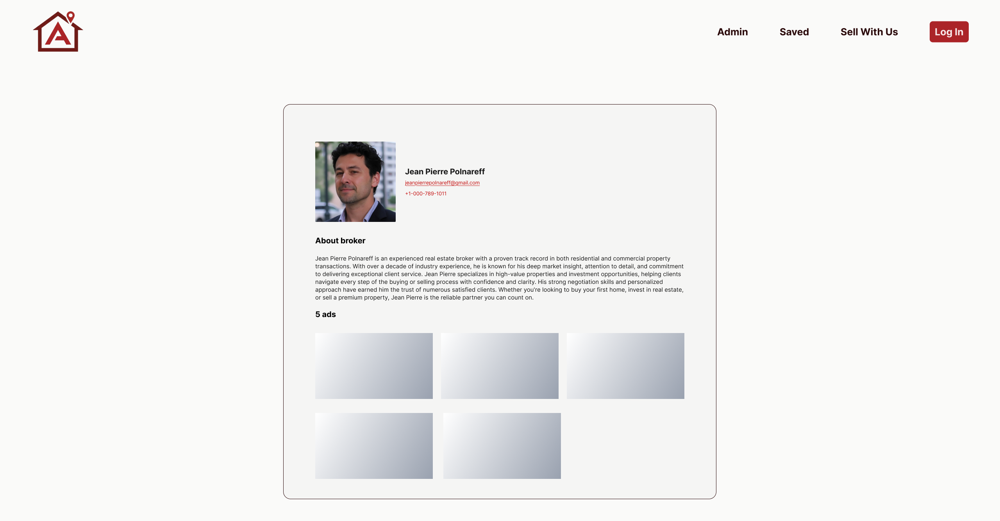 Admin
Saved
Sell With Us
Log In
Jean Pierre Polnareff
jeanpierrepolnareff@gmail.com
+1-000-789-1011
About broker
Jean Pierre Polnareff is an experienced real estate broker with a proven track record in both residential and commercial property
transactions. With over a decade of industry experience, he is known for his deep market insight, attention to detail, and commitment
to delivering exceptional client service. Jean Pierre specializes in high-value properties and investment opportunities, helping clients
navigate every step of the buying or selling process with confidence and clarity. His strong negotiation skills and personalized
approach have earned him the trust of numerous satisfied clients. Whether you're looking to buy your first home, invest in real estate,
or sell a premium property, Jean Pierre is the reliable partner you can count on.
5 ads